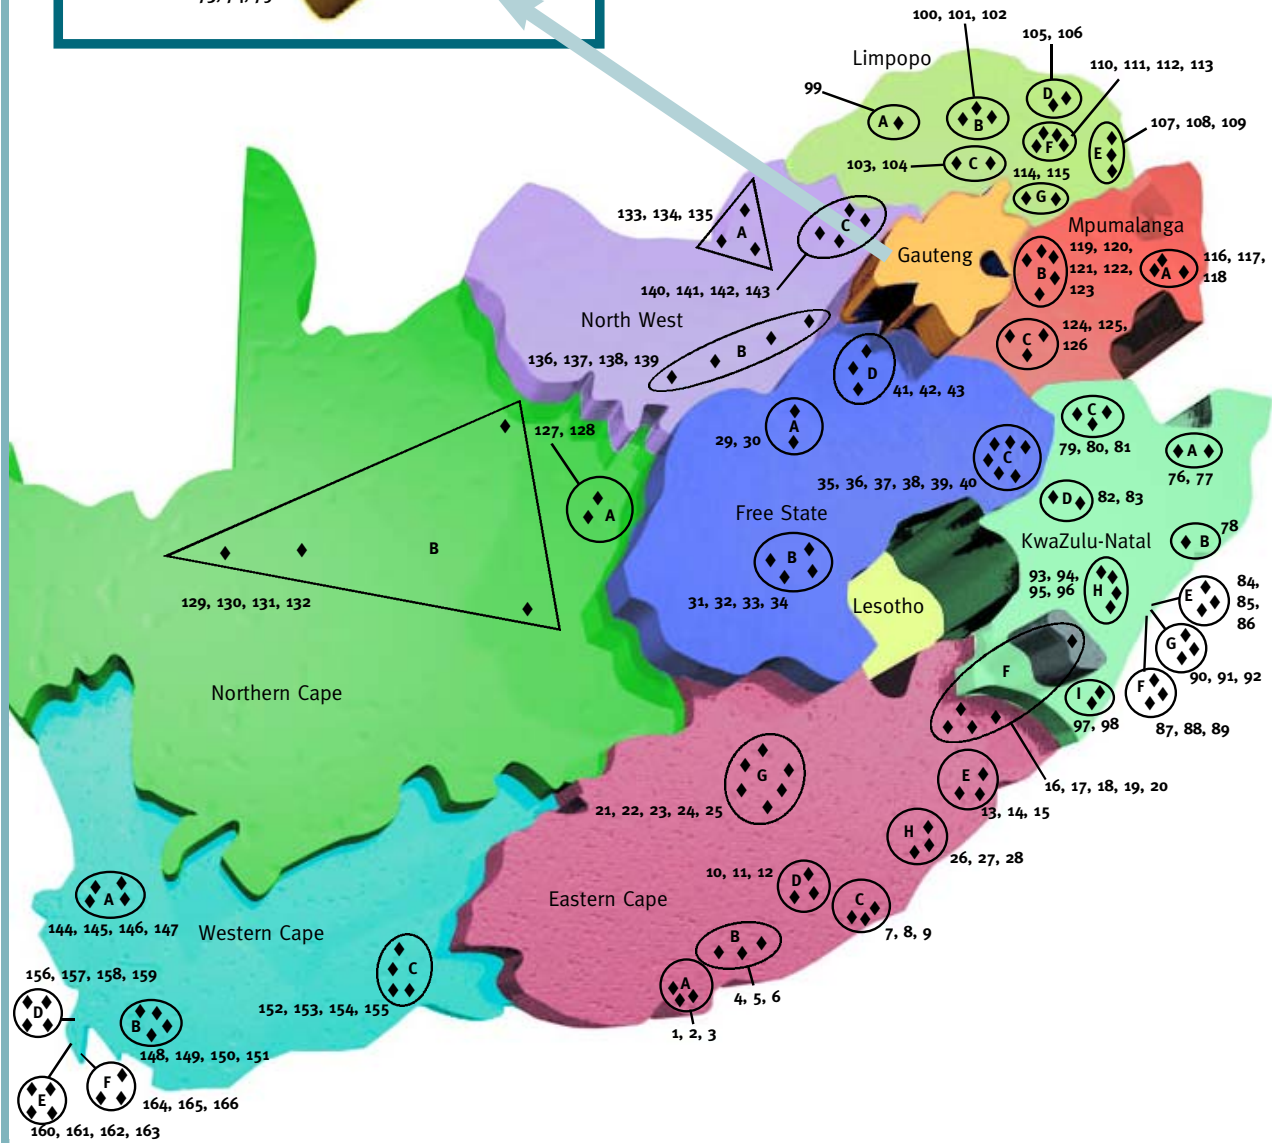 73, 74, 75
100, 101, 102
105, 106
Limpopo
110, 111, 112, 113
99
D
A
B
F
107, 108, 109
E
103, 104
C
114, 115
G
133, 134, 135
A
C
Mpumalanga
Gauteng
119, 120,
121, 122,
123
B
116, 117,
118
A
140, 141, 142, 143
North West
B
136, 137, 138, 139
124, 125,
126
C
D
41, 42, 43
127, 128
A
29, 30
A
C
79, 80, 81
A
76, 77
C
35, 36, 37, 38, 39, 40
D
82, 83
Free State
KwaZulu-Natal
78
B
B
129, 130, 131, 132
B
31, 32, 33, 34
Lesotho
93, 94,
95, 96
H
E
84,
85,
86
G
90, 91, 92
F
87, 88, 89
F
I
97, 98
Northern Cape
16, 17, 18, 19, 20
G
21, 22, 23, 24, 25
E
13, 14, 15
H
26, 27, 28
10, 11, 12
D
C
7, 8, 9
Eastern Cape
B
4, 5, 6
A
1, 2, 3
A
144, 145, 146, 147
Western Cape
C
152, 153, 154, 155
156, 157, 158, 159
D
B
148, 149, 150, 151
F
164, 165, 166
E
160, 161, 162, 163